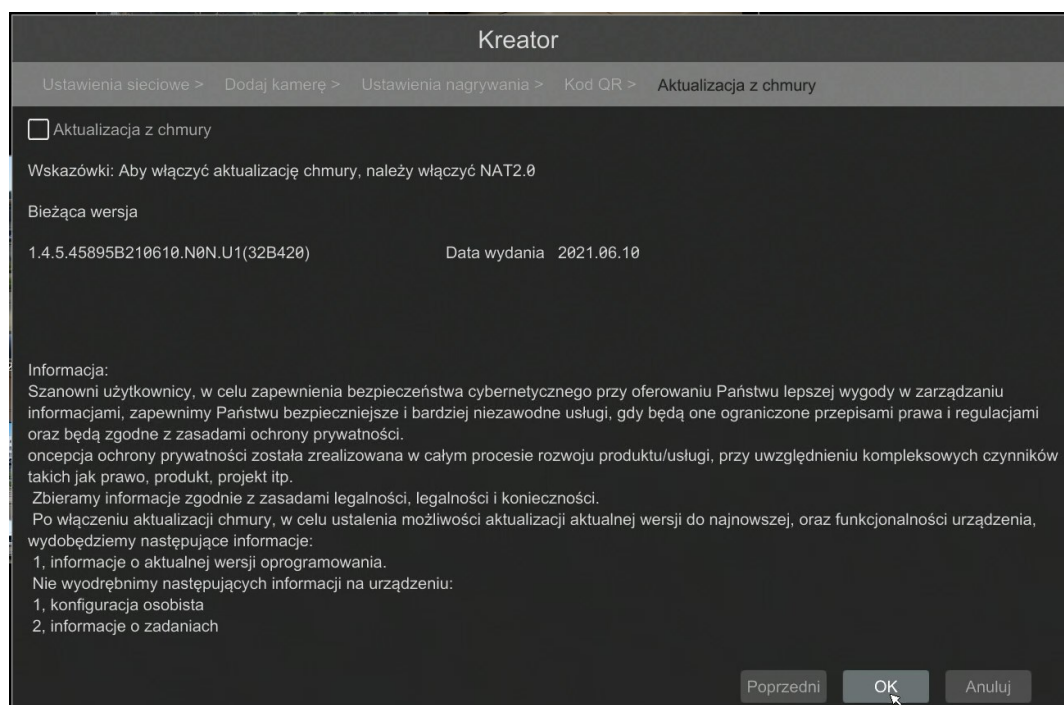 Kreator
Ustawienia sieciowe > Dodaj kamerę > Ustawienia nagrywania > Kod QR > Aktualizacja z chmury
Aktualizacja z chmury
Wskazówki: Aby włączyć aktualizację chmury, należy włączyć NAT2.0
Bieżąca wersja
1.4.5.45895B210610.N0N.U1(32B420) Data wydania 2021.06.10
Informacja:
Szanowni użytkownicy, w celu zapewnienia bezpieczeństwa cybernetycznego przy oferowaniu Państwu lepszej wygody w zarządzaniu
informacjami, zapewnimy Państwu bezpieczniejsze i bardziej niezawodne usługi, gdy będą one ograniczone przepisami prawa i regulacjami
oraz będą zgodne z zasadami ochrony prywatności.
oncepcja ochrony prywatności została zrealizowana w całym procesie rozwoju produktu/usługi, przy uwzględnieniu kompleksowych czynników
takich jak prawo, produkt, projekt itp.
Zbieramy informacje zgodnie z zasadami legalności, legalności i konieczności.
Po włączeniu aktualizacji chmury, w celu ustalenia możliwości aktualizacji aktualnej wersji do najnowszej, oraz funkcjonalności urządzenia,
wydobędziemy następujące informacje:
1, informacje o aktualnej wersji oprogramowania.
Nie wyodrębnimy następujących informacji na urządzeniu:
1, konfiguracja osobista
2, informacje o zadaniach
Poprzedni OK Anuluj